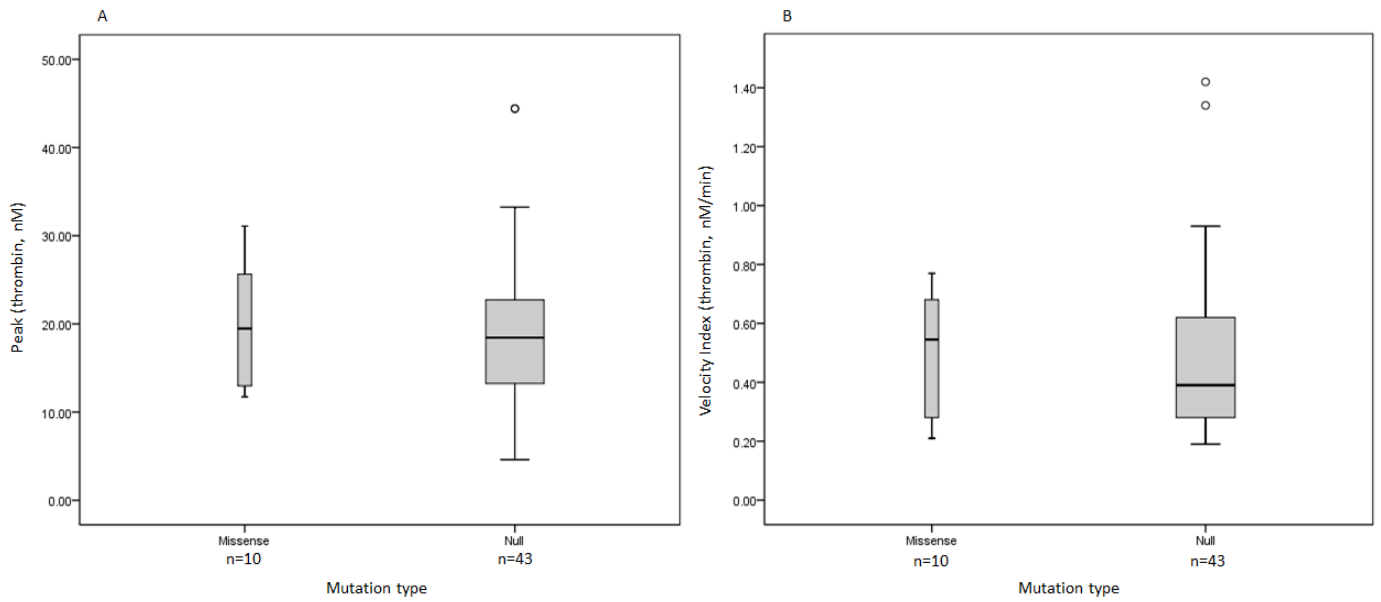 A
Peak (thrombin, nM)
50.00
40.00
30.00
20.00
10.00
0.00
Missense
Null
n=10
n=43
Mutation type
B
Velocity Index (thrombin, nM/min)
1.40
1.20
1.00
0.80
0.60
0.40
0.20
0.00
Missense
Null
n=10
n=43
Mutation type